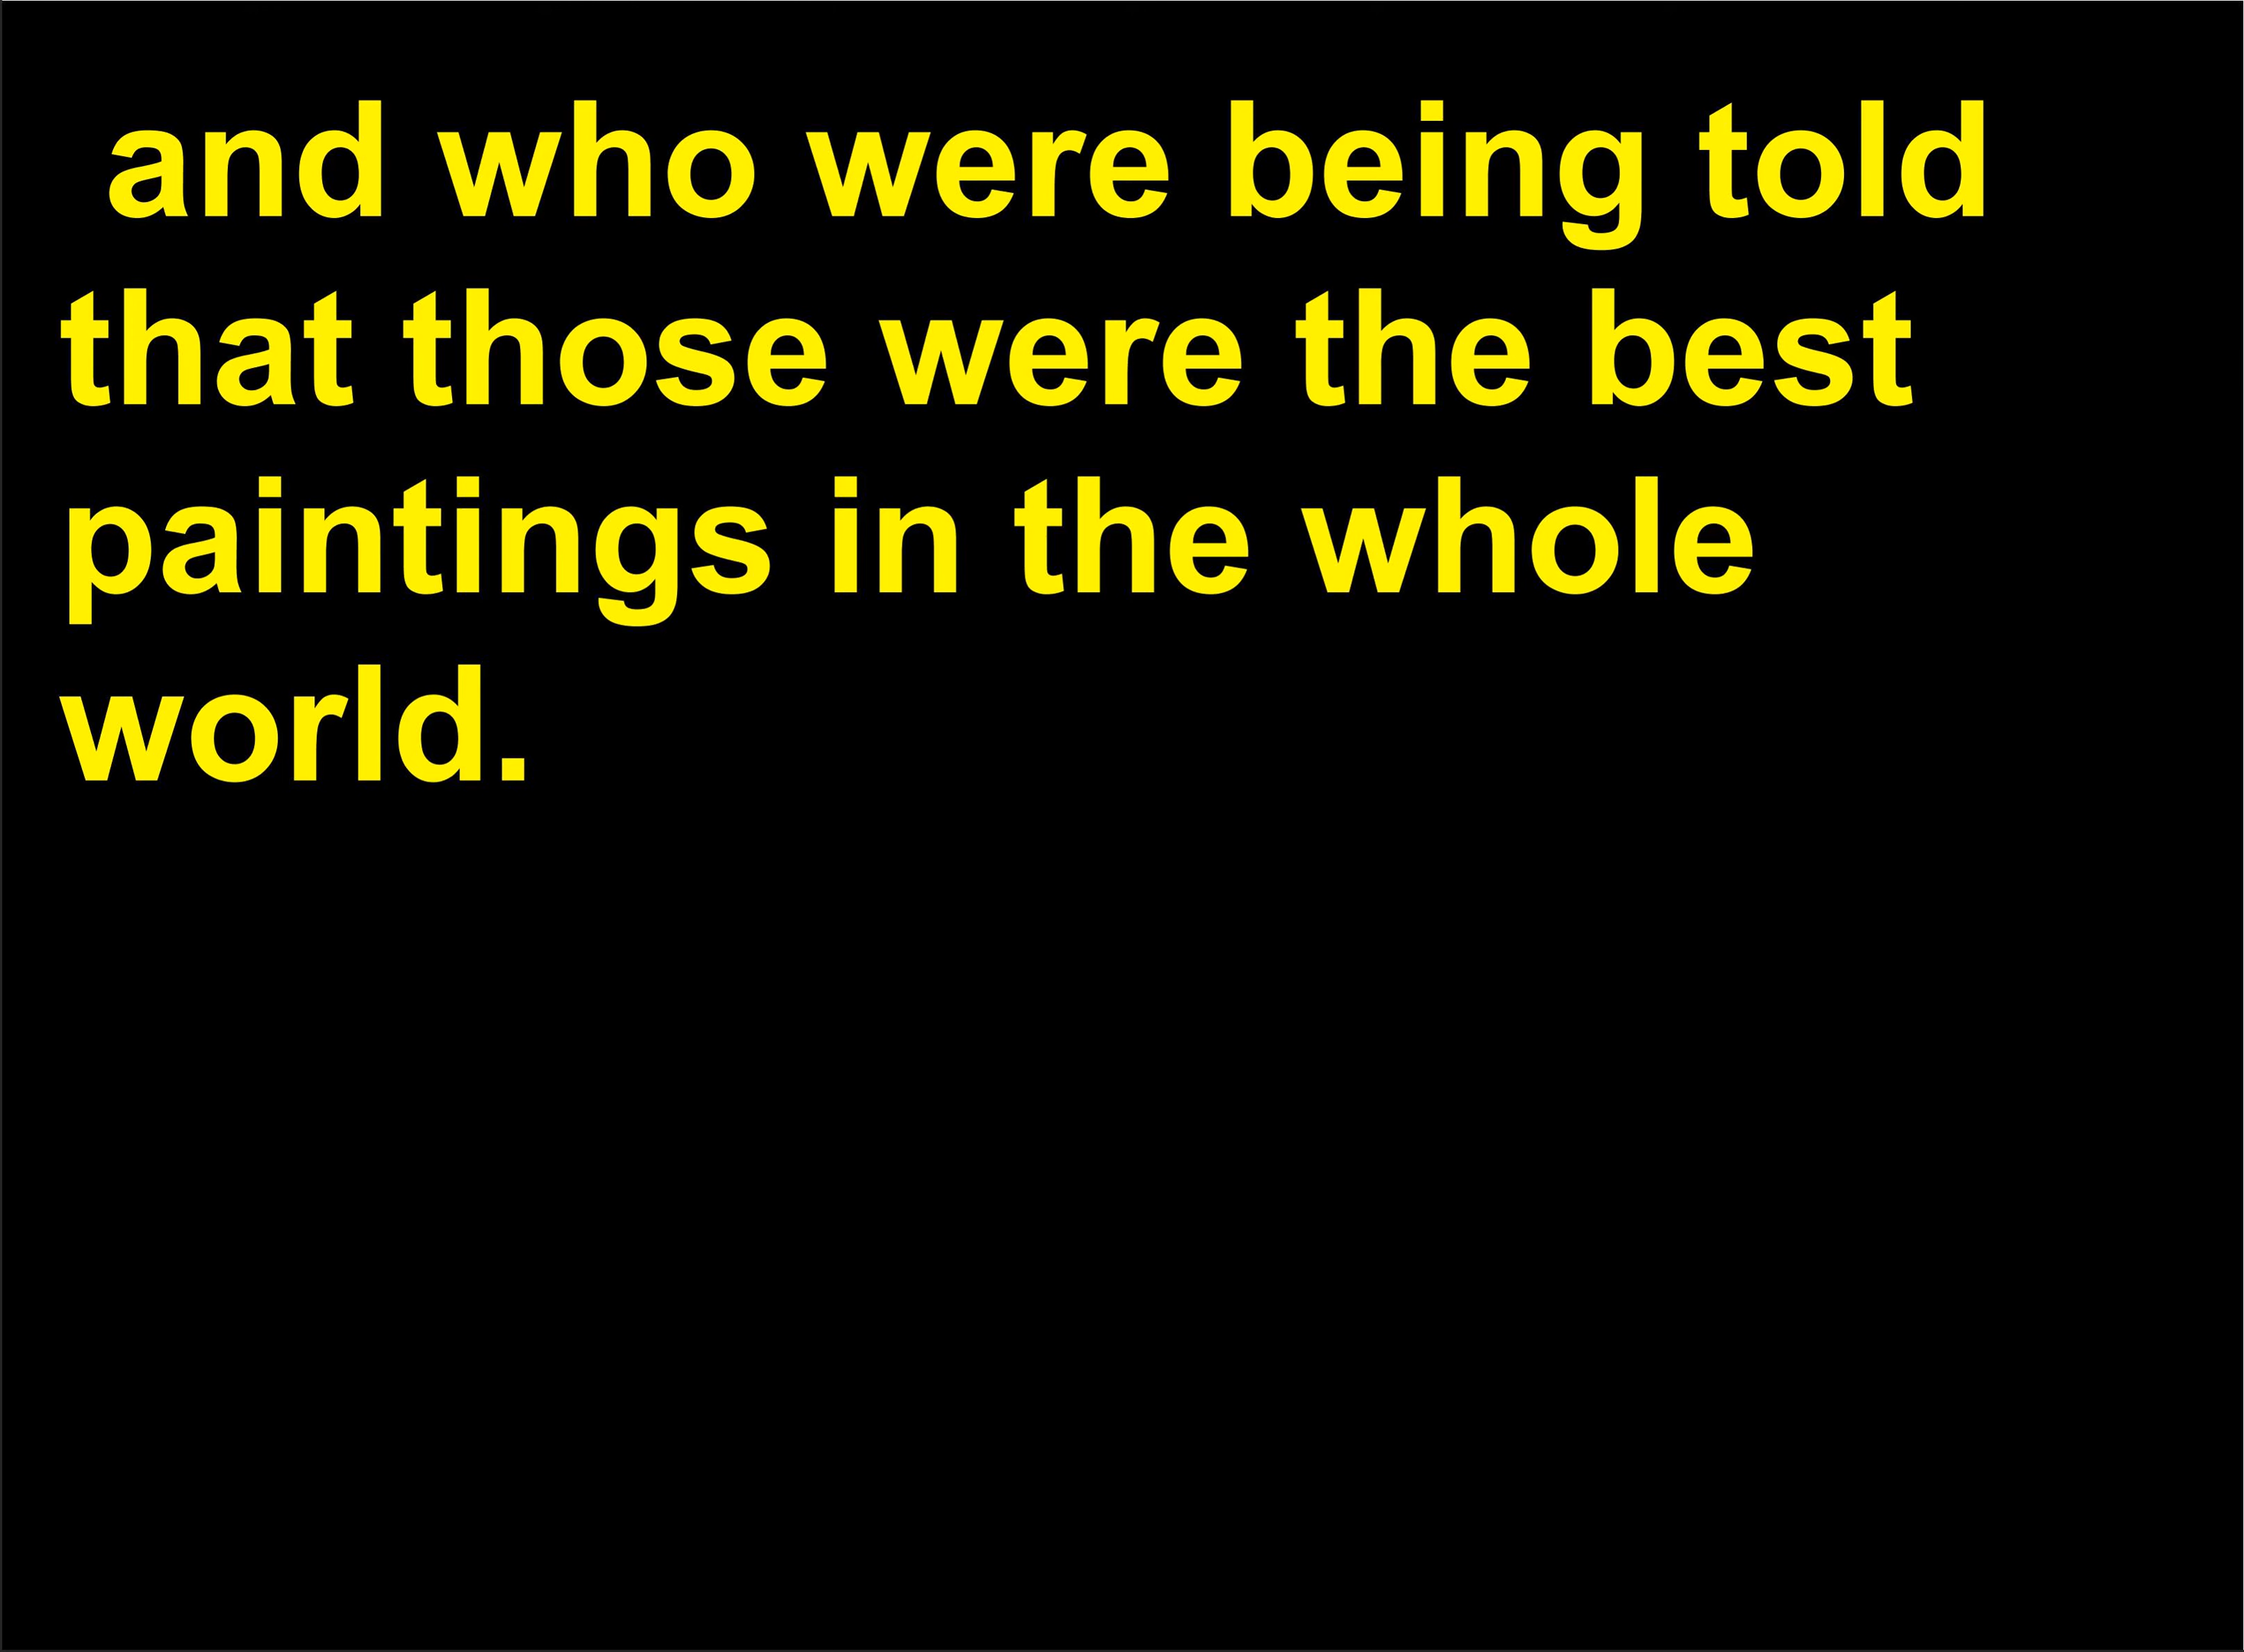 and who were being told
that those were the best
paintings in the whole
world.